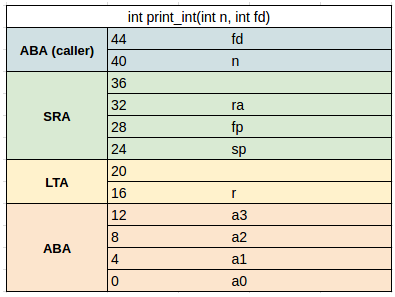 int print_int(int n, int fd)
ABA (caller) 44 fd
40 n
SRA 36
32 ra
28 fp
24 sp
LTA 20
16 r
ABA 12 a3
8 a2
4 a1
0 a0